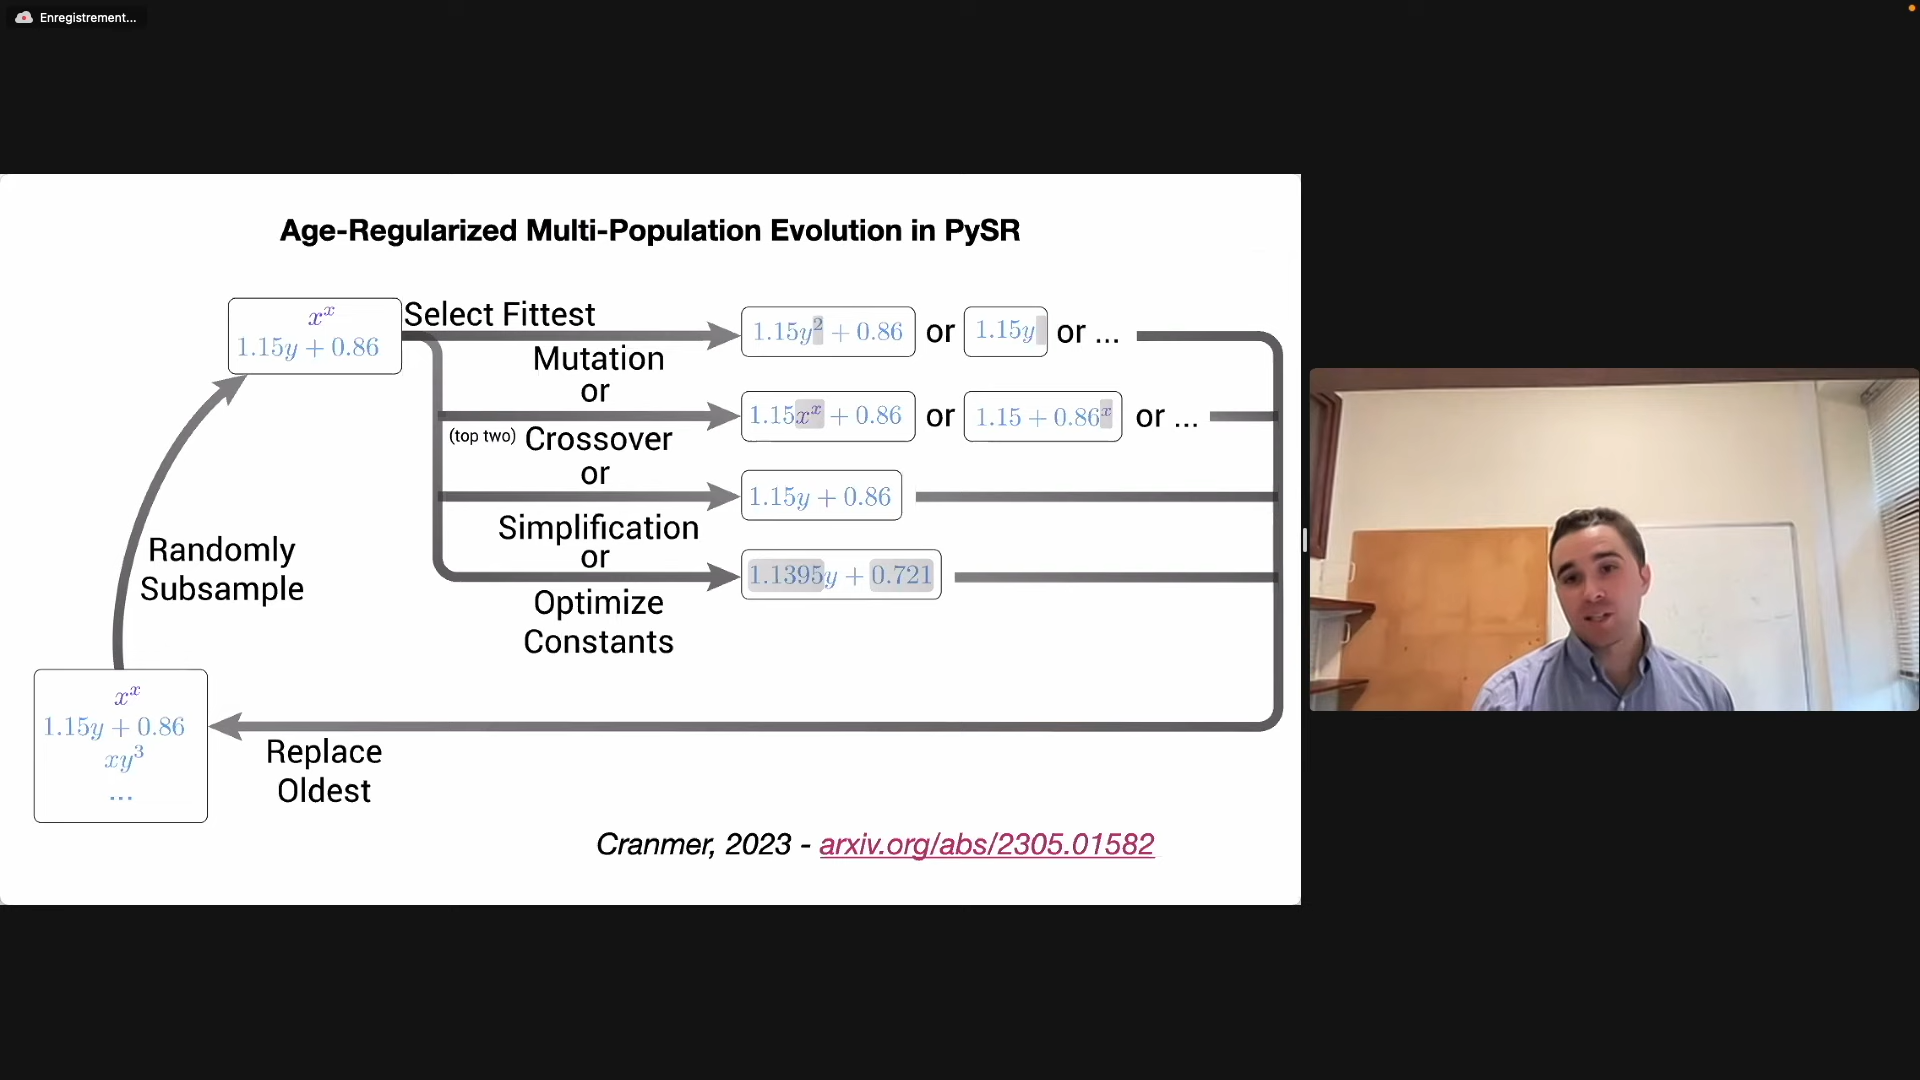 Enregistrement...
Age-Regularized Multi-Population Evolution in PySR
x^x
1.15y + 0.86
Select Fittest
Mutation
or
(top two) Crossover
or
Simplification
or
Optimize
Constants
1.15y^2 + 0.86 or 1.15y or ...
1.15x^x + 0.86 or 1.15 + 0.86^x or ...
1.15y + 0.86
1.1395y + 0.721
Randomly
Subsample
x^x
1.15y + 0.86
xy^3
...
Replace
Oldest
Cranmer, 2023 - arxiv.org/abs/2305.01582